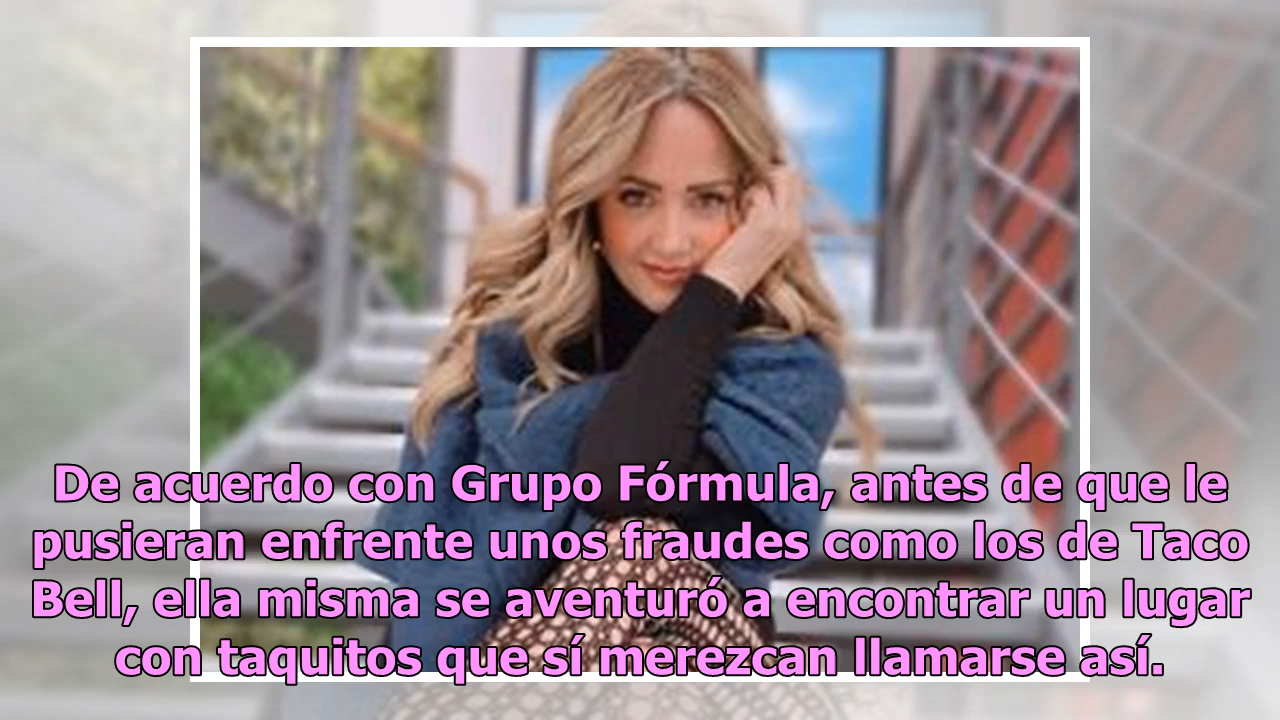 De acuerdo con Grupo Fórmula, antes de que le
pusieran enfrente unos fraudes como los de Taco
Bell, ella misma se aventuró a encontrar un lugar
con taquitos que sí merezcan llamarse así.